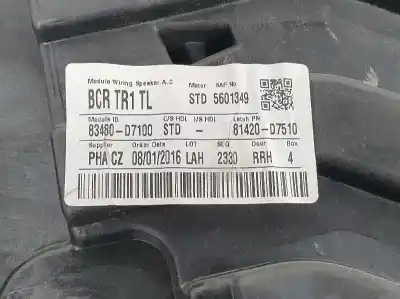 Module Wiring Speaker A.C Motor SAP No
BCR TR1 TL STD 5601349
Module ID C/S HDL I/S HDL Latch PN
83480-D7100 STD - 81420-D7510
Supplier Order Date LOT SEQ Door Box
PHA CZ 08/01/2016 LAH 2330 RRH 4